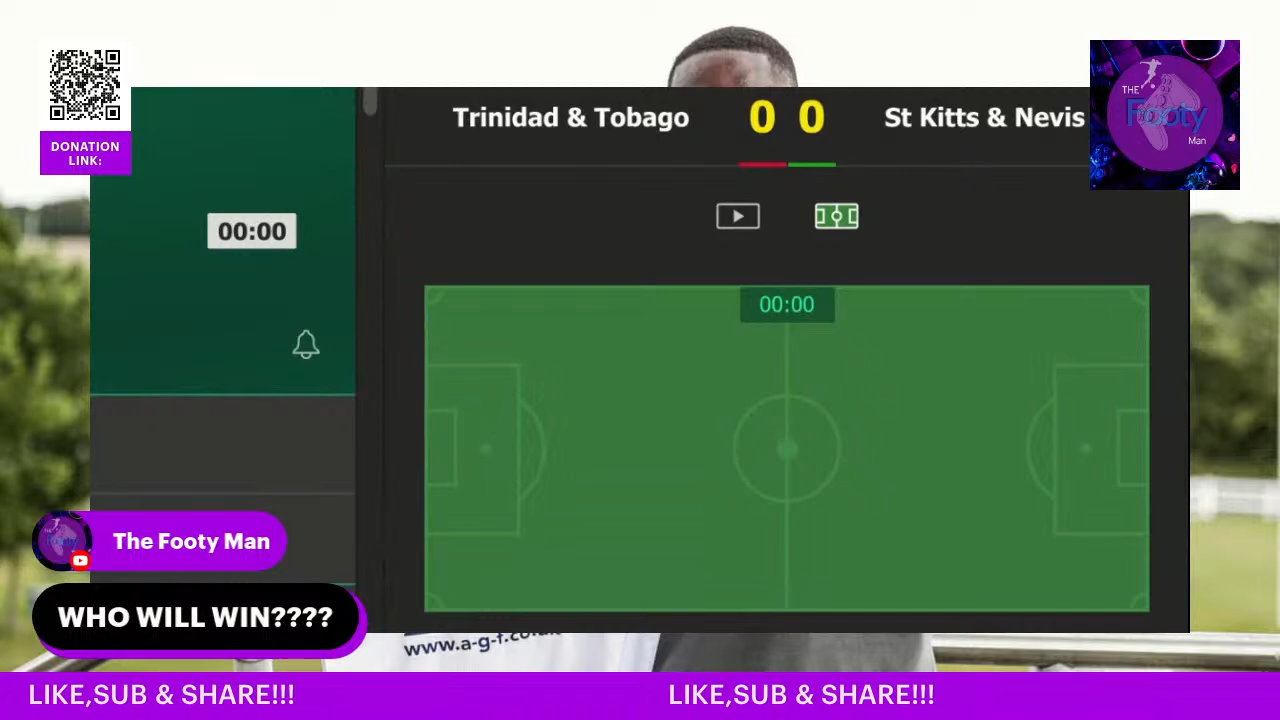 DONATION
LINK:
Trinidad & Tobago
0 0
St Kitts & Nevis
THE
Footy
Man
00:00
00:00
The Footy Man
WHO WILL WIN????
www.a-g-f.co
LIKE,SUB & SHARE!!!
LIKE,SUB & SHARE!!!